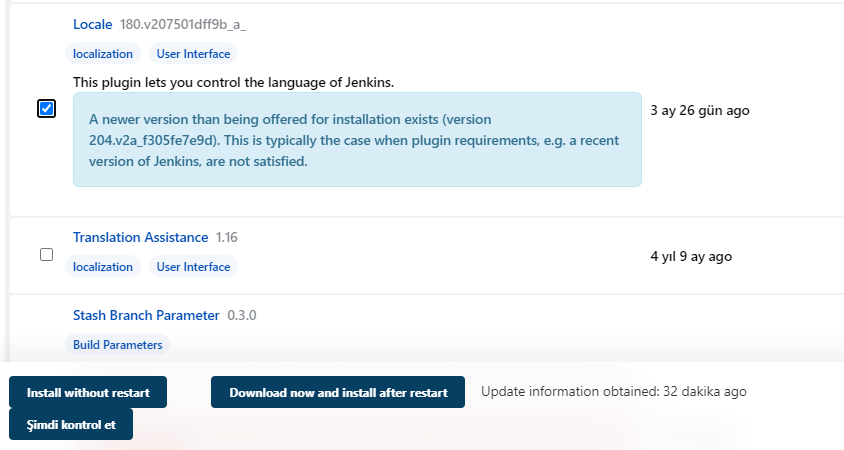 Locale 180.v207501dff9b_a_
localization User Interface
This plugin lets you control the language of Jenkins.
A newer version than being offered for installation exists (version
204.v2a_f305fe7e9d). This is typically the case when plugin requirements, e.g. a recent
version of Jenkins, are not satisfied.
3 ay 26 gün ago
Translation Assistance 1.16
localization User Interface
4 yıl 9 ay ago
Stash Branch Parameter 0.3.0
Build Parameters
Install without restart Download now and install after restart Update information obtained: 32 dakika ago
Şimdi kontrol et